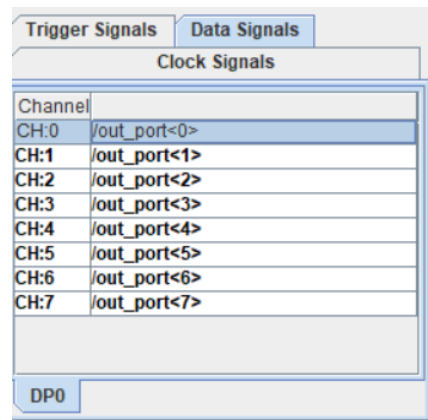 Trigger Signals Data Signals
Clock Signals
Channel
CH:0 /out_port<0>
CH:1 /out_port<1>
CH:2 /out_port<2>
CH:3 /out_port<3>
CH:4 /out_port<4>
CH:5 /out_port<5>
CH:6 /out_port<6>
CH:7 /out_port<7>
DP0